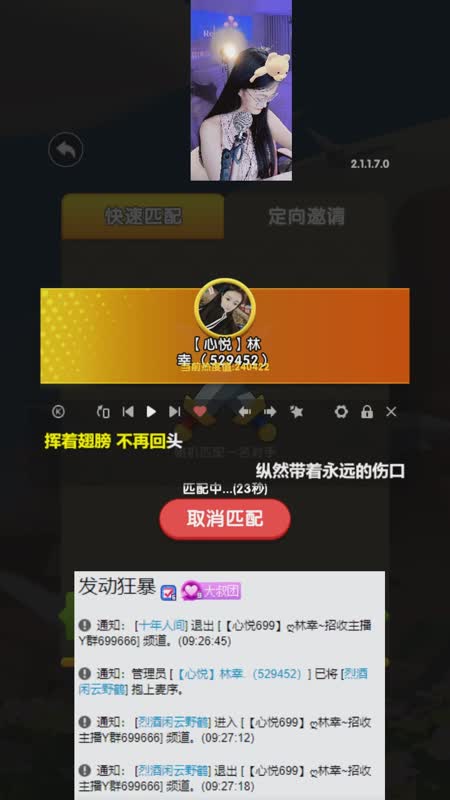 2.1.1.7.0
快速匹配
定向邀请
【心悦】林
幸.（529452）
当前热度值:240422
挥着翅膀 不再回头
纵然带着永远的伤口
随机匹配一名对手
匹配中...(23秒)
取消匹配
发动狂暴 大叔团
通知： [十年人间] 退出 [【心悦699】ღ林幸~招收主播
Y群699666] 频道。(09:26:45)
通知：管理员 [【心悦】林幸.（529452）] 已将 [烈酒
闲云野鹤] 抱上麦序。
通知： [烈酒闲云野鹤] 进入 [【心悦699】ღ林幸~招收
主播Y群699666] 频道。(09:27:12)
通知： [烈酒闲云野鹤] 退出 [【心悦699】ღ林幸~招收
主播Y群699666] 频道。(09:27:18)